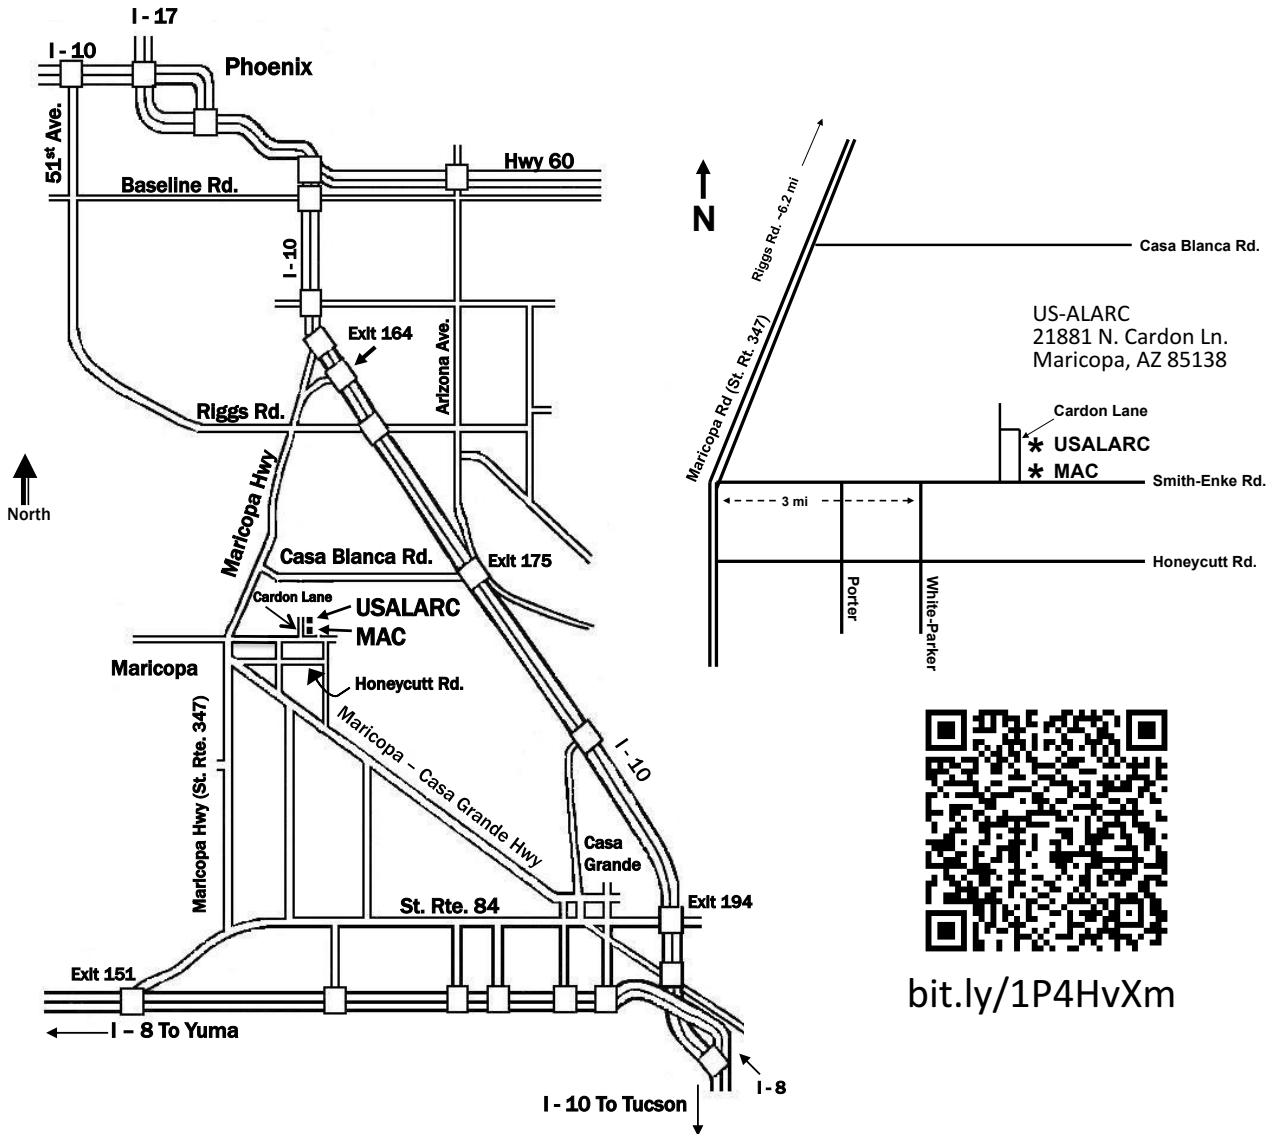 I - 17
I - 10
Phoenix
51st Ave.
Hwy 60
Baseline Rd.
I - 10
Exit 164
Arizona Ave.
Riggs Rd.
North
Maricopa Hwy
Casa Blanca Rd.
Exit 175
Cardon Lane
USALARC
MAC
Maricopa
Honeycutt Rd.
Maricopa Hwy (St. Rte. 347)
Maricopa – Casa Grande Hwy
I - 10
Casa
Grande
St. Rte. 84
Exit 194
Exit 151
I – 8 To Yuma
I - 8
I - 10 To Tucson
N
Riggs Rd. ~6.2 mi
Casa Blanca Rd.
Maricopa Rd (St. Rt. 347)
US-ALARC
21881 N. Cardon Ln.
Maricopa, AZ 85138
Cardon Lane
* USALARC
* MAC
Smith-Enke Rd.
3 mi
Honeycutt Rd.
Porter
White-Parker
bit.ly/1P4HvXm